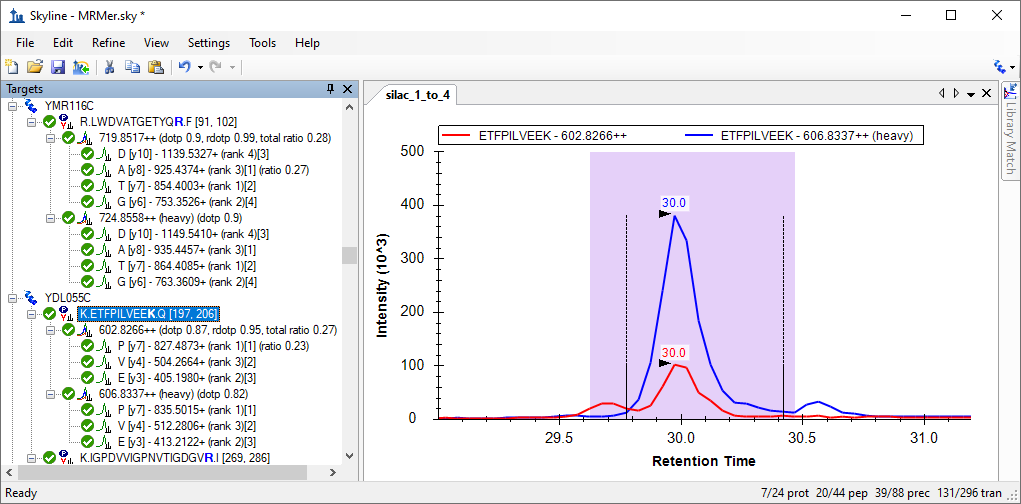 Skyline - MRMer.sky *
File Edit Refine View Settings Tools Help
Targets
YMR116C
R.LWDVATGETYQR.F [91, 102]
719.8517++ (dotp 0.9, rdotp 0.99, total ratio 0.28)
D [y10] - 1139.5327+ (rank 4)[3]
A [y8] - 925.4374+ (rank 3)[1] (ratio 0.27)
T [y7] - 854.4003+ (rank 1)[2]
G [y6] - 753.3526+ (rank 2)[4]
724.8558++ (heavy) (dotp 0.9)
D [y10] - 1149.5410+ (rank 4)[3]
A [y8] - 935.4457+ (rank 3)[1]
T [y7] - 864.4085+ (rank 1)[2]
G [y6] - 763.3609+ (rank 2)[4]
YDL055C
K.ETFPILVEEK.Q [197, 206]
602.8266++ (dotp 0.87, rdotp 0.95, total ratio 0.27)
P [y7] - 827.4873+ (rank 1)[1] (ratio 0.23)
V [y4] - 504.2664+ (rank 3)[2]
E [y3] - 405.1980+ (rank 2)[3]
606.8337++ (heavy) (dotp 0.82)
P [y7] - 835.5015+ (rank 1)[1]
V [y4] - 512.2806+ (rank 3)[2]
E [y3] - 413.2122+ (rank 2)[3]
K.IGPDVVIGPNVTIGDGVR.I [269, 286]
silac_1_to_4
ETFPILVEEK - 602.8266++
ETFPILVEEK - 606.8337++ (heavy)
500
400
300
200
100
0
Intensity (10^3)
30.0
30.0
29.5 30.0 30.5 31.0
Retention Time
Library Match
Ready
7/24 prot 20/44 pep 39/88 prec 131/296 tran